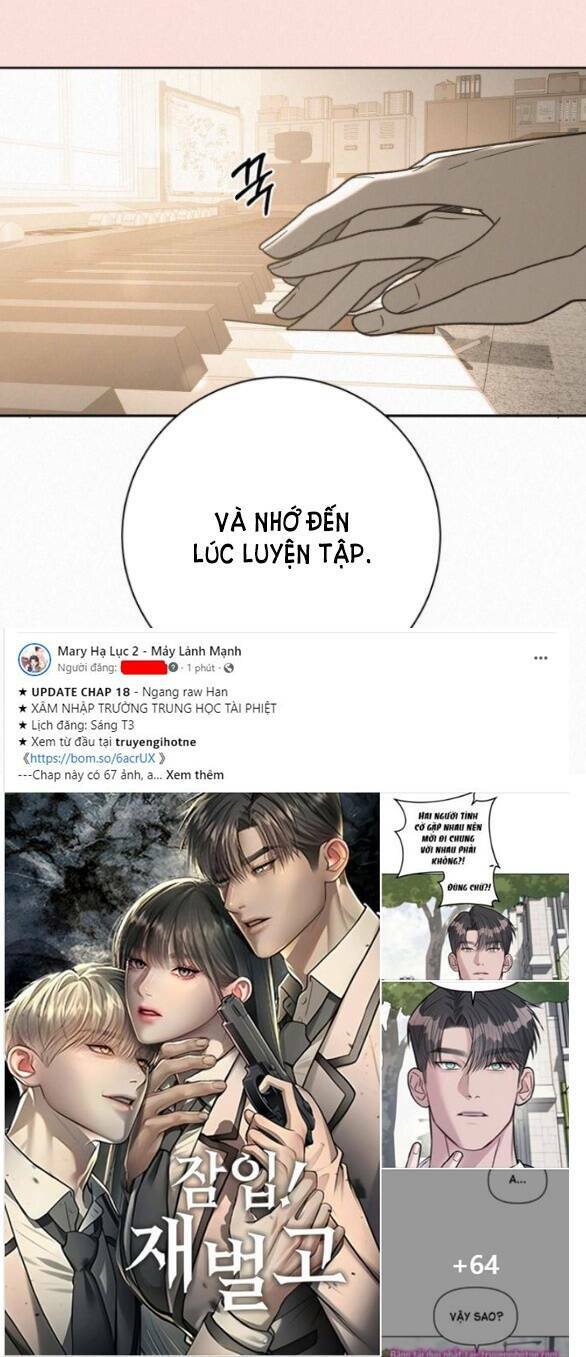 푹
VÀ NHỚ ĐẾN
LÚC LUYỆN TẬP.
Mary Hạ Lục 2 - Máy Lành Mạnh
Người đăng:
· 1 phút ·
★ UPDATE CHAP 18 - Ngang raw Hàn
★ XÂM NHẬP TRƯỜNG TRUNG HỌC TÀI PHIỆT
★ Lịch đăng: Sáng T3
★ Xem từ đầu tại truyengihotne
《https://bom.so/6acrUX 》
---Chap này có 67 ảnh, a... Xem thêm
HAI NGƯỜI TÌNH
CỜ GẶP NHAU NÊN
MỚI ĐI CHUNG
VỚI NHAU PHẢI
KHÔNG?!
ĐÚNG CHỨ?!
잠입!
재벌고
A...
+64
VẬY SAO?